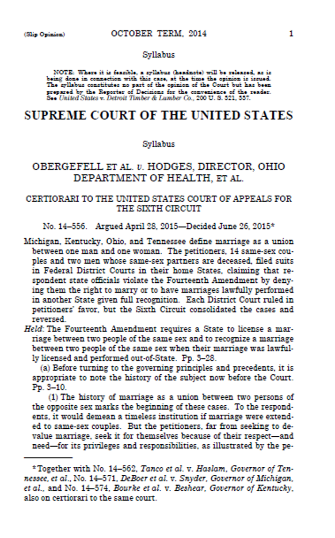 (Slip Opinion) OCTOBER TERM, 2014 1
Syllabus
NOTE: Where it is feasible, a syllabus (headnote) will be released, as is
being done in connection with this case, at the time the opinion is issued.
The syllabus constitutes no part of the opinion of the Court but has been
prepared by the Reporter of Decisions for the convenience of the reader.
See United States v. Detroit Timber & Lumber Co., 200 U. S. 321, 337.
SUPREME COURT OF THE UNITED STATES
Syllabus
OBERGEFELL ET AL. v. HODGES, DIRECTOR, OHIO
DEPARTMENT OF HEALTH, ET AL.
CERTIORARI TO THE UNITED STATES COURT OF APPEALS FOR
THE SIXTH CIRCUIT
No. 14–556. Argued April 28, 2015—Decided June 26, 2015*
Michigan, Kentucky, Ohio, and Tennessee define marriage as a union
between one man and one woman. The petitioners, 14 same-sex cou-
ples and two men whose same-sex partners are deceased, filed suits
in Federal District Courts in their home States, claiming that re-
spondent state officials violate the Fourteenth Amendment by deny-
ing them the right to marry or to have marriages lawfully performed
in another State given full recognition. Each District Court ruled in
petitioners' favor, but the Sixth Circuit consolidated the cases and
reversed.
Held: The Fourteenth Amendment requires a State to license a mar-
riage between two people of the same sex and to recognize a marriage
between two people of the same sex when their marriage was lawful-
ly licensed and performed out-of-State. Pp. 3–28.
(a) Before turning to the governing principles and precedents, it is
appropriate to note the history of the subject now before the Court.
Pp. 3–10.
(1) The history of marriage as a union between two persons of
the opposite sex marks the beginning of these cases. To the respond-
ents, it would demean a timeless institution if marriage were extend-
ed to same-sex couples. But the petitioners, far from seeking to de-
value marriage, seek it for themselves because of their respect—and
need—for its privileges and responsibilities, as illustrated by the pe-
*Together with No. 14–562, Tanco et al. v. Haslam, Governor of Ten-
nessee, et al., No. 14–571, DeBoer et al. v. Snyder, Governor of Michigan,
et al., and No. 14–574, Bourke et al. v. Beshear, Governor of Kentucky,
also on certiorari to the same court.